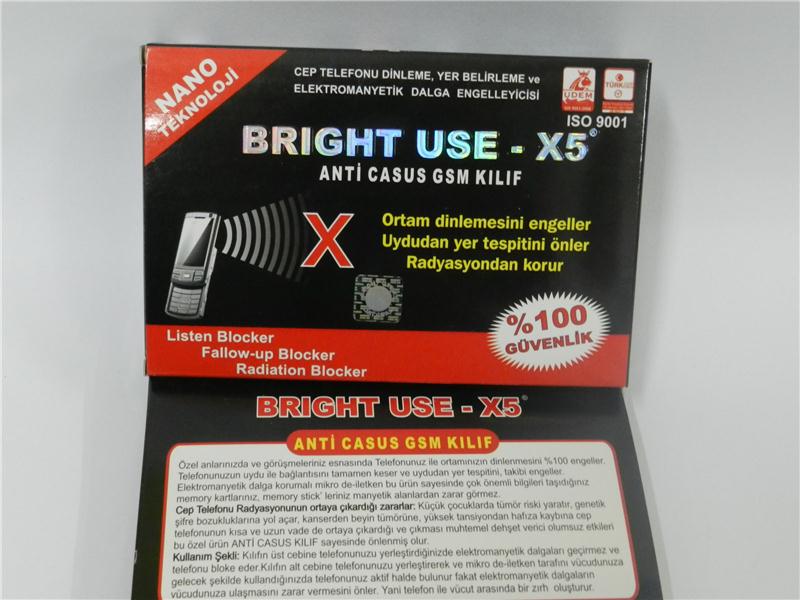 NANO
TEKNOLOJİ
CEP TELEFONU DİNLEME, YER BELİRLEME ve
ELEKTROMANYETİK DALGA ENGELLEYİCİSİ
UDEM
TÜRK
ISO 9001
BRIGHT USE - X5®
ANTİ CASUS GSM KILIF
X
Ortam dinlemesini engeller
Uydudan yer tespitini önler
Radyasyondan korur
%100
GÜVENLİK
Listen Blocker
Fallow-up Blocker
Radiation Blocker
BRIGHT USE - X5®
ANTİ CASUS GSM KILIF
Özel anlarınızda ve görüşmeleriniz esnasında Telefonunuz ile ortamınızın dinlenmesini %100 engeller.
Telefonunuzun uydu ile bağlantısını tamamen keser ve uydudan yer tespitini, takibi engeller.
Elektromanyetik dalga korumalı mikro de-iletken bu ürün sayesinde çok önemli bilgileri taşıdığınız
memory kartlarınız, memory stick' leriniz manyetik alanlardan zarar görmez.
Cep Telefonu Radyasyonunun ortaya çıkardığı zararlar: Küçük çocuklarda tümör riski yaratır, genetik
şifre bozukluklarına yol açar, kanserden beyin tümörüne, yüksek tansiyondan hafıza kaybına cep
telefonunun kısa ve uzun vade de ortaya çıkardığı ve çıkması muhtemel dehşet verici olumsuz etkileri
bu özel ürün ANTİ CASUS KILIF sayesinde önlenmiş olur.
Kullanım Şekli: Kılıfın üst cebine telefonunuzu yerleştirdiğinizde elektromanyetik dalgaları geçirmez ve
telefonu bloke eder.Kılıfın alt cebine telefonunuzu yerleştirerek ve mikro de-iletken tarafını vücudunuza
gelecek şekilde kullandığınızda telefonunuz aktif halde bulunur fakat elektromanyetik dalgaların
vücudunuza ulaşmasını zarar vermesini önler. Yani telefon ile vücut arasında bir zırh oluşturur.